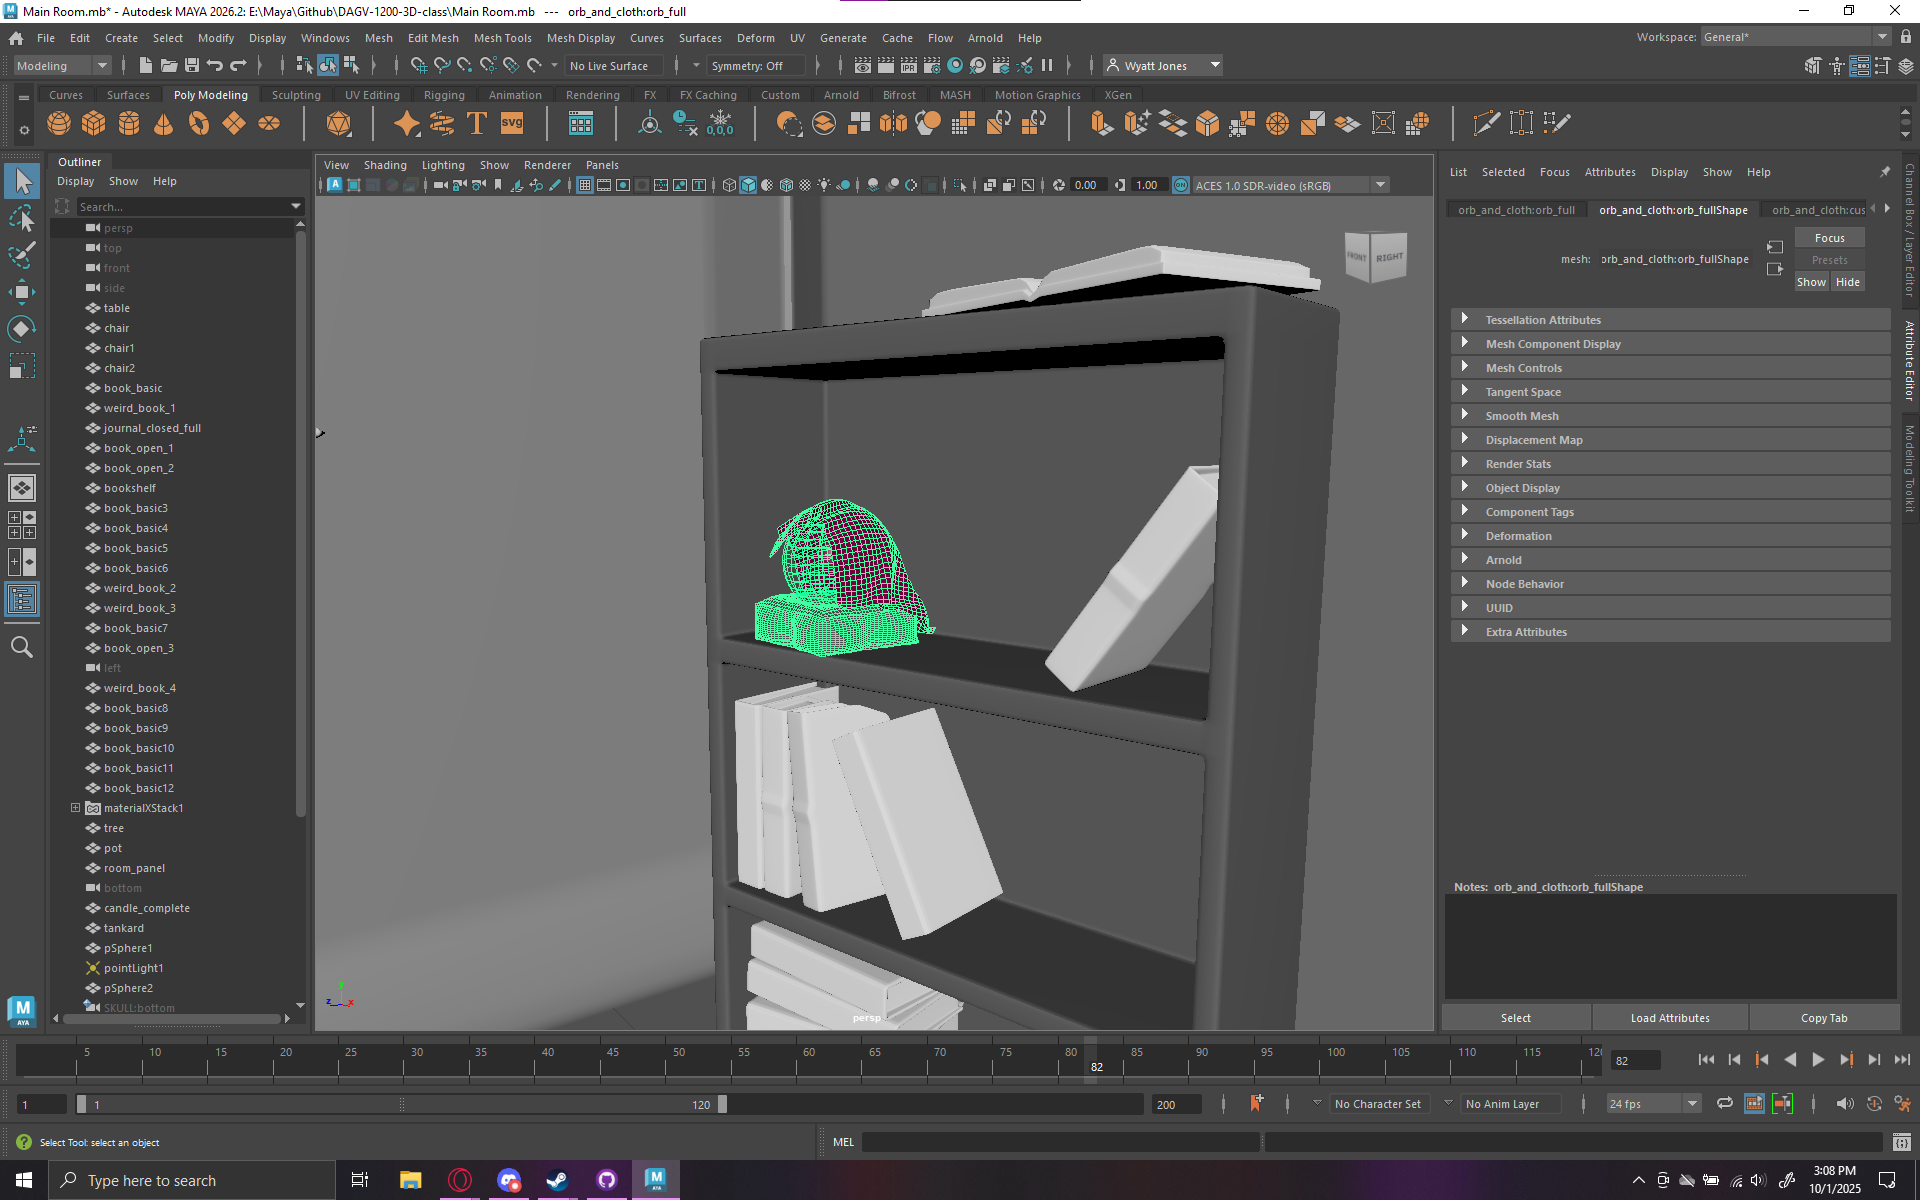 Main Room.mb* - Autodesk MAYA 2026.2: E:\Maya\Github\DAGV-1200-3D-class\Main Room.mb --- orb_and_cloth:orb_full
File Edit Create Select Modify Display Windows Mesh Edit Mesh Mesh Tools Mesh Display Curves Surfaces Deform UV Generate Cache Flow Arnold Help
Workspace: General*
Modeling
No Live Surface
Symmetry: Off
IPR
Wyatt Jones
Curves Surfaces Poly Modeling Sculpting UV Editing Rigging Animation Rendering FX FX Caching Custom Arnold Bifrost MASH Motion Graphics XGen
svg
0,0,0
Outliner
Display Show Help
Search...
persp
top
front
side
table
chair
chair1
chair2
book_basic
weird_book_1
journal_closed_full
book_open_1
book_open_2
bookshelf
book_basic3
book_basic4
book_basic5
book_basic6
weird_book_2
weird_book_3
book_basic7
book_open_3
left
weird_book_4
book_basic8
book_basic9
book_basic10
book_basic11
book_basic12
materialXStack1
tree
pot
room_panel
bottom
candle_complete
tankard
pSphere1
pointLight1
pSphere2
SKULL:bottom
View Shading Lighting Show Renderer Panels
0.00
1.00
ACES 1.0 SDR-video (sRGB)
FRONT RIGHT
persp
y
z x
List Selected Focus Attributes Display Show Help
orb_and_cloth:orb_full orb_and_cloth:orb_fullShape orb_and_cloth:cus
Focus
mesh: orb_and_cloth:orb_fullShape
Presets
Show Hide
Tessellation Attributes
Mesh Component Display
Mesh Controls
Tangent Space
Smooth Mesh
Displacement Map
Render Stats
Object Display
Component Tags
Deformation
Arnold
Node Behavior
UUID
Extra Attributes
Notes: orb_and_cloth:orb_fullShape
Select Load Attributes Copy Tab
Channel Box / Layer Editor
Attribute Editor
Modeling Toolkit
M
AYA
5 10 15 20 25 30 35 40 45 50 55 60 65 70 75 80 85 90 95 100 105 110 115 120
82
82
1
1
120
200
No Character Set
No Anim Layer
24 fps
Select Tool: select an object
MEL
Type here to search
M
AYA
3:08 PM
10/1/2025